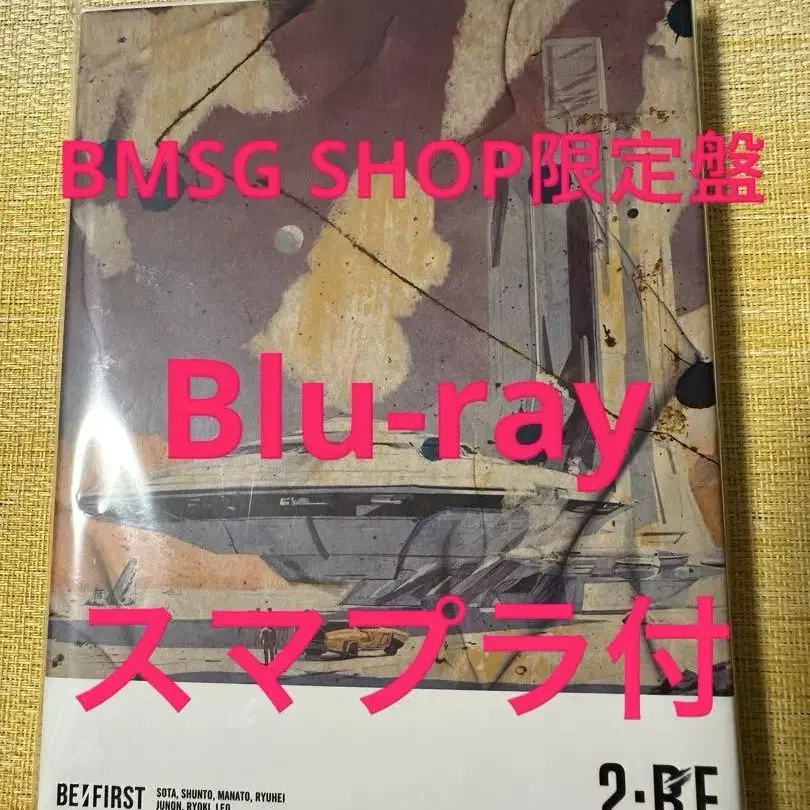 BMSG SHOP限定盤
Blu-ray
スマプラ付
BE:FIRST
SOTA, SHUNTO, MANATO, RYUHEI
JUNON, RYOKI, LEO
2:BE